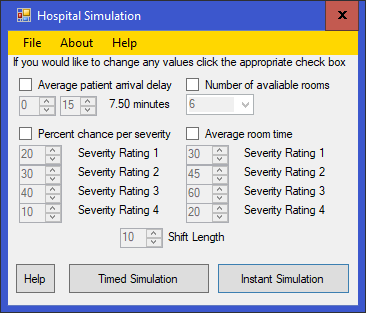 Hospital Simulation
File About Help
If you would like to change any values click the appropriate check box
Average patient arrival delay Number of avaliable rooms
0 15 7.50 minutes 6
Percent chance per severity Average room time
20 Severity Rating 1 30 Severity Rating 1
30 Severity Rating 2 45 Severity Rating 2
40 Severity Rating 3 60 Severity Rating 3
10 Severity Rating 4 20 Severity Rating 4
10 Shift Length
Help Timed Simulation Instant Simulation